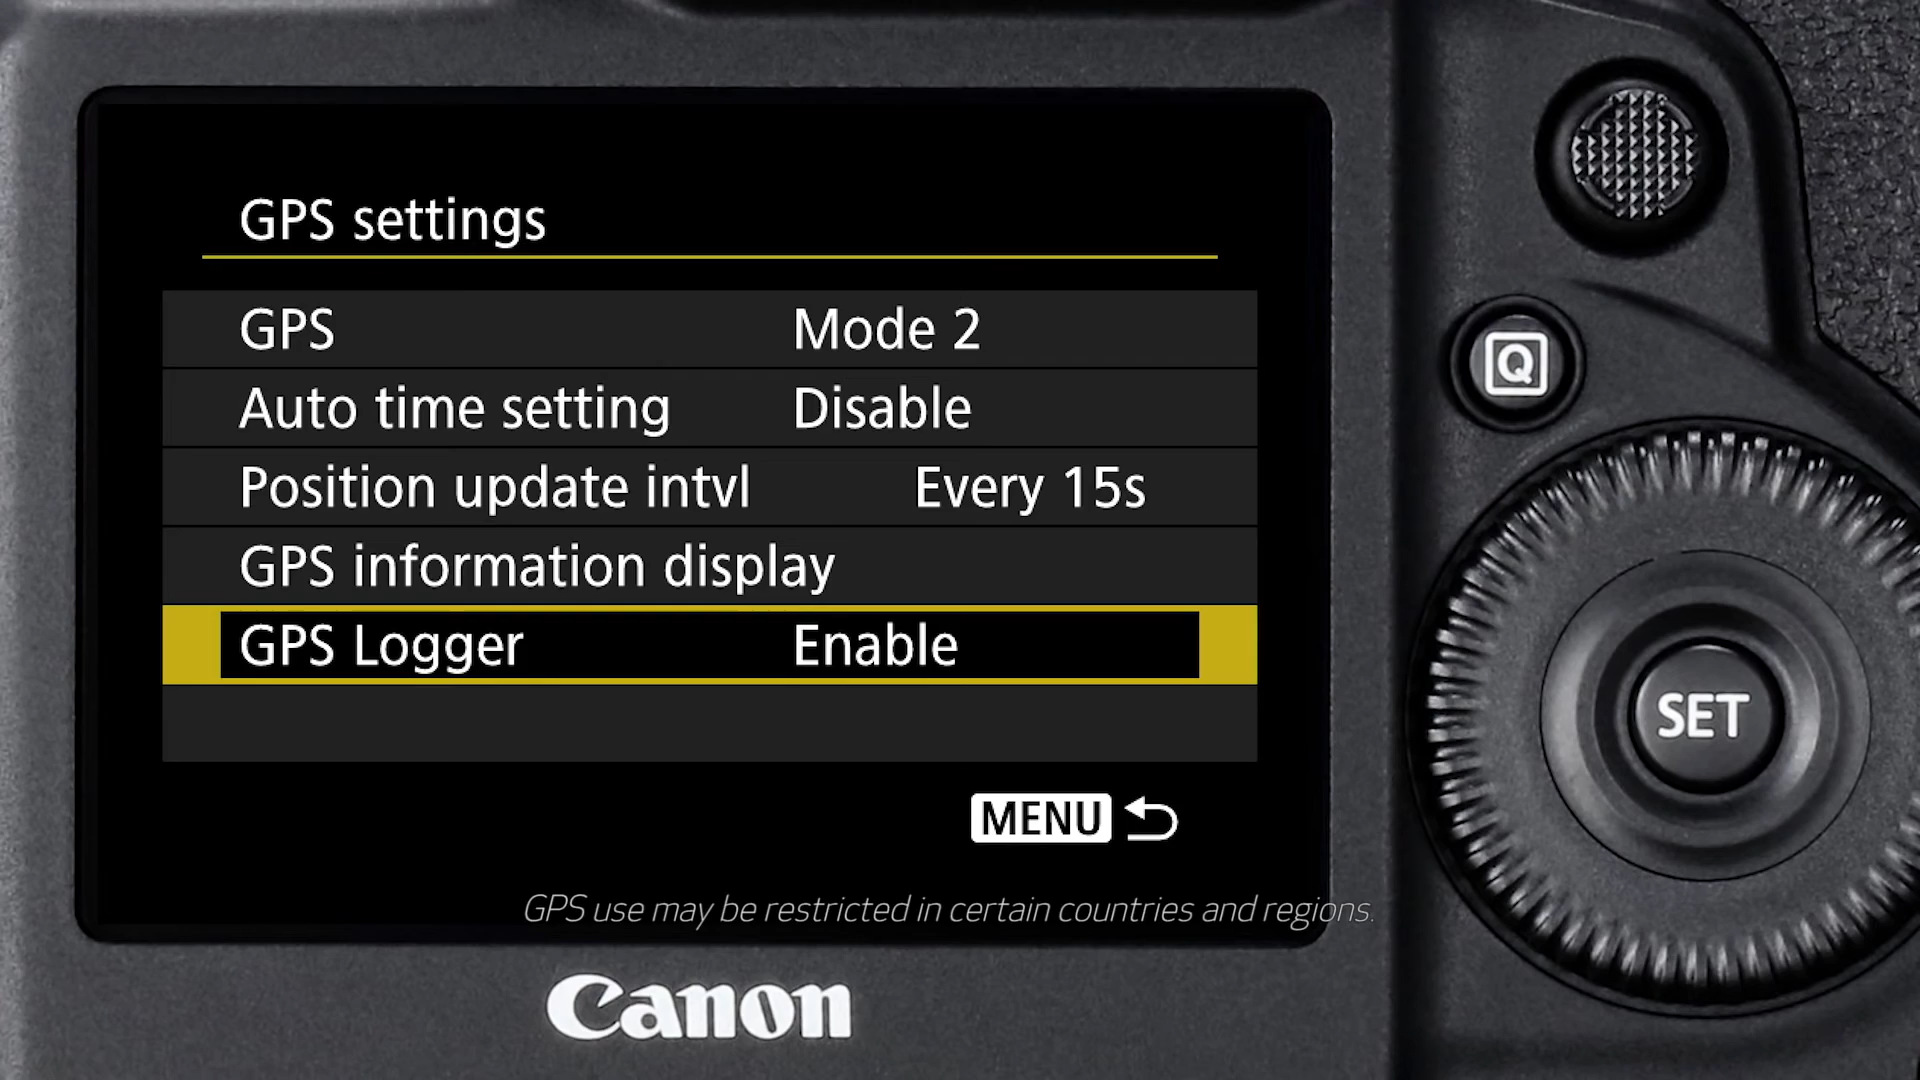 GPS settings
GPS Mode 2
Auto time setting Disable
Position update intvl Every 15s
GPS information display
GPS Logger Enable
MENU
GPS use may be restricted in certain countries and regions.
Canon
Q
SET